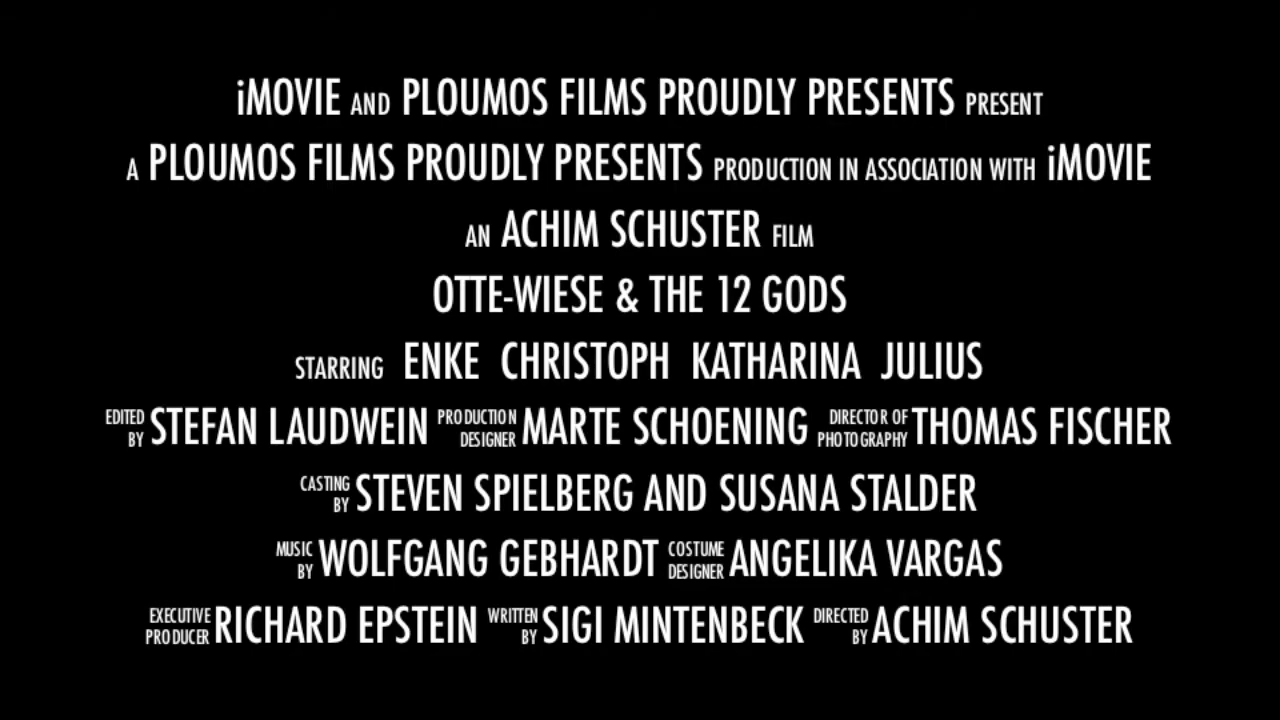 iMOVIE AND PLOUMOS FILMS PROUDLY PRESENTS PRESENT
A PLOUMOS FILMS PROUDLY PRESENTS PRODUCTION IN ASSOCIATION WITH iMOVIE
AN ACHIM SCHUSTER FILM
OTTE-WIESE & THE 12 GODS
STARRING ENKE CHRISTOPH KATHARINA JULIUS
EDITED BY STEFAN LAUDWEIN PRODUCTION DESIGNER MARTE SCHOENING DIRECTOR OF PHOTOGRAPHY THOMAS FISCHER
CASTING BY STEVEN SPIELBERG AND SUSANA STALDER
MUSIC BY WOLFGANG GEBHARDT COSTUME DESIGNER ANGELIKA VARGAS
EXECUTIVE PRODUCER RICHARD EPSTEIN WRITTEN BY SIGI MINTENBECK DIRECTED BY ACHIM SCHUSTER